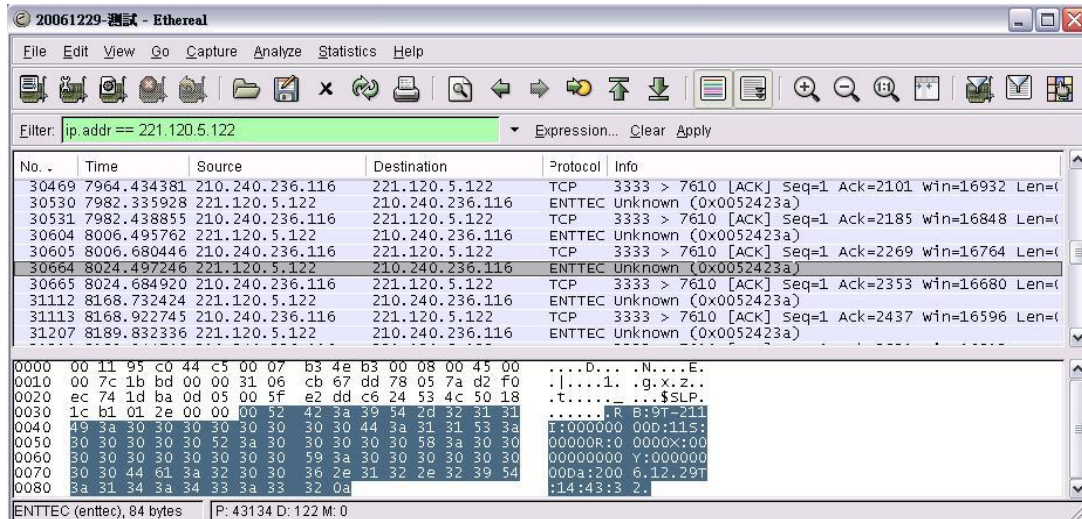 20061229-測試 - Ethereal
File Edit View Go Capture Analyze Statistics Help
Filter: ip.addr == 221.120.5.122 Expression... Clear Apply
No. Time Source Destination Protocol Info
30469 7964.434381 210.240.236.116 221.120.5.122 TCP 3333 > 7610 [ACK] Seq=1 Ack=2101 Win=16932 Len=
30530 7982.335928 221.120.5.122 210.240.236.116 ENTTEC Unknown (0x0052423a)
30531 7982.438855 210.240.236.116 221.120.5.122 TCP 3333 > 7610 [ACK] Seq=1 Ack=2185 Win=16848 Len=
30604 8006.495762 221.120.5.122 210.240.236.116 ENTTEC Unknown (0x0052423a)
30605 8006.680446 210.240.236.116 221.120.5.122 TCP 3333 > 7610 [ACK] Seq=1 Ack=2269 Win=16764 Len=
30664 8024.497246 221.120.5.122 210.240.236.116 ENTTEC Unknown (0x0052423a)
30665 8024.684920 210.240.236.116 221.120.5.122 TCP 3333 > 7610 [ACK] Seq=1 Ack=2353 Win=16680 Len=
31112 8168.732424 221.120.5.122 210.240.236.116 ENTTEC Unknown (0x0052423a)
31113 8168.922745 210.240.236.116 221.120.5.122 TCP 3333 > 7610 [ACK] Seq=1 Ack=2437 Win=16596 Len=
31207 8189.832336 221.120.5.122 210.240.236.116 ENTTEC Unknown (0x0052423a)
0000 00 11 95 c0 44 c5 00 07 b3 4e b3 00 08 00 45 00 ....D... .N....E.
0010 00 7c 1b bd 00 00 31 06 cb 67 dd 78 05 7a d2 f0 .|....1. .g.x.z..
0020 ec 74 1d ba 0d 05 00 5f e2 dd c6 24 53 4c 50 18 .t....._ ...$SLP.
0030 1c b1 01 2e 00 00 00 52 42 3a 39 54 2d 32 31 31 .......R B:9T-211
0040 49 3a 30 30 30 30 30 30 30 30 44 3a 31 31 53 3a I:000000 00D:11S:
0050 30 30 30 30 30 52 3a 30 30 30 30 30 58 3a 30 30 00000R:0 0000X:00
0060 30 30 30 30 30 30 30 30 59 3a 30 30 30 30 30 30 00000000 Y:000000
0070 30 30 44 61 3a 32 30 30 36 2e 31 32 2e 32 39 54 00Da:200 6.12.29T
0080 3a 31 34 3a 34 33 3a 33 32 0a :14:43:3 2.
ENTTEC (enttec), 84 bytes P: 43134 D: 122 M: 0